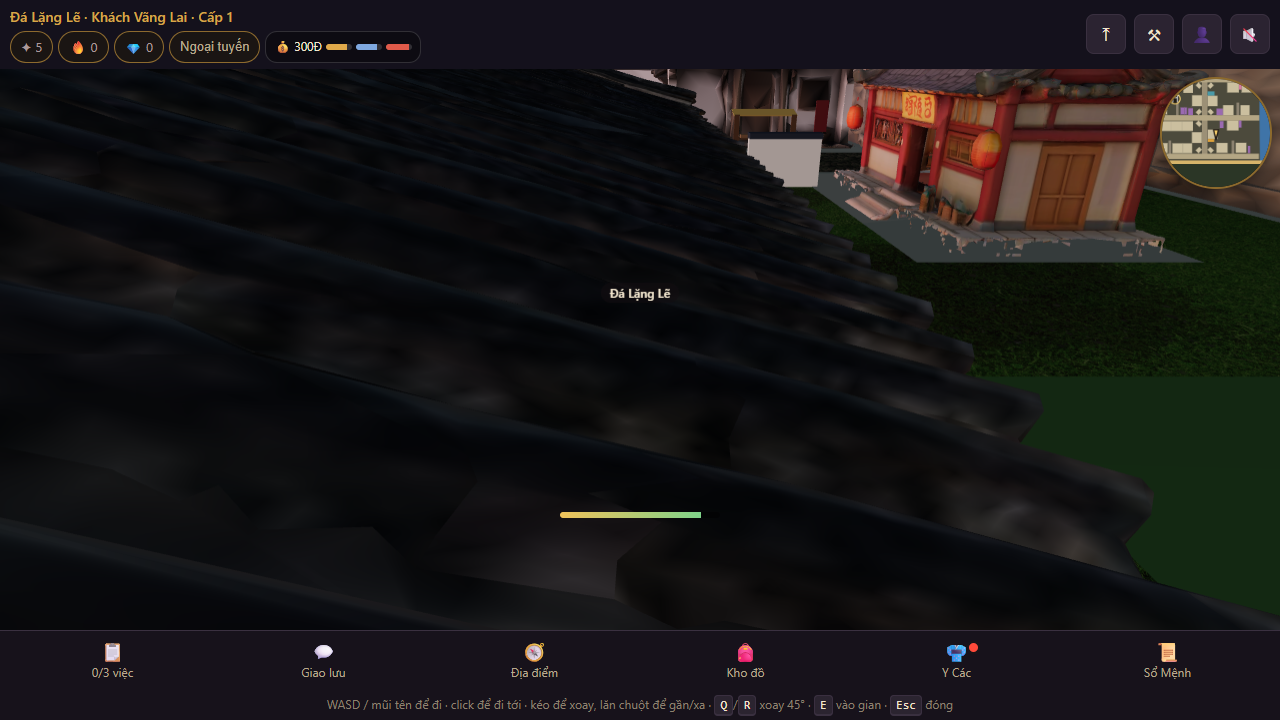 Đá Lặng Lẽ · Khách Vãng Lai · Cấp 1
5
0
0
Ngoại tuyến
300Đ
Đá Lặng Lẽ
0/3 việc
Giao lưu
Địa điểm
Kho đồ
Y Các
Sổ Mệnh
WASD / mũi tên để đi · click để đi tới · kéo để xoay, lăn chuột để gần/xa · Q / R xoay 45° · E vào gian · Esc đóng